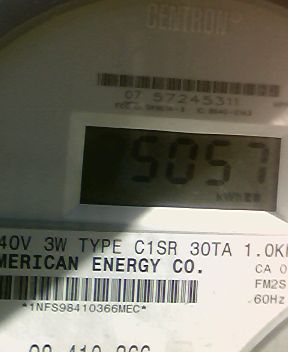 CENTRON
07 57245311
5057
40V 3W TYPE C1SR 30TA 1.0K
MERICAN ENERGY CO.
CA 0
FM2S
*1NFS98410366MEC*
.60Hz